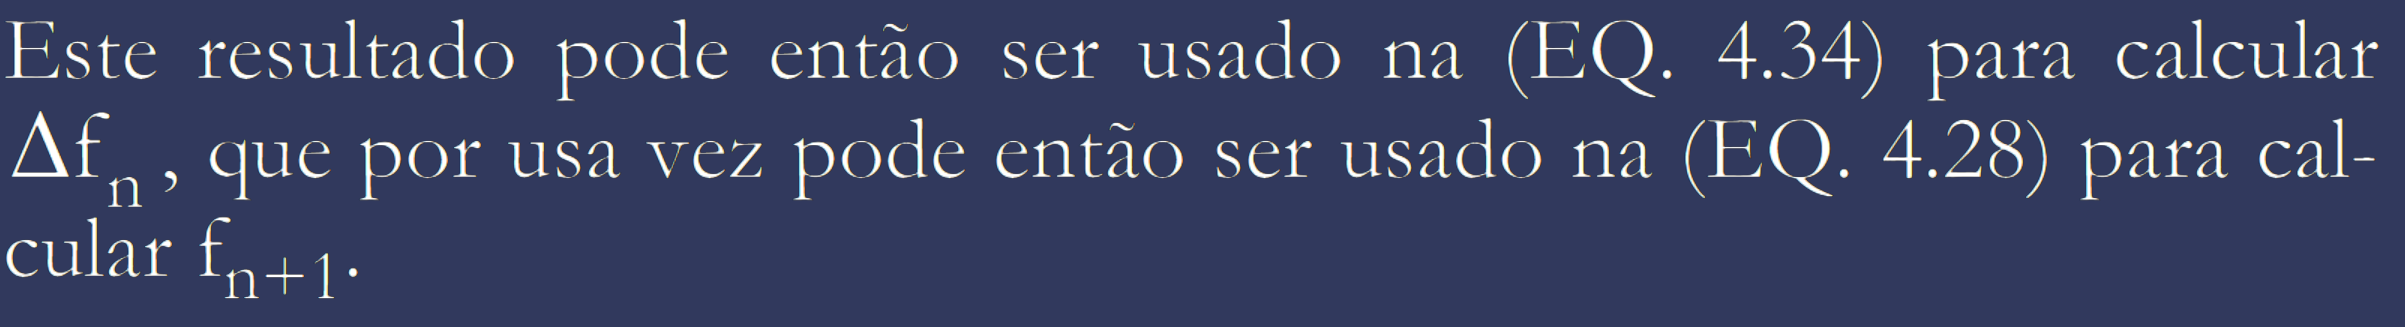 Este resultado pode então ser usado na (EQ. 4.34) para calcular
Δfₙ, que por usa vez pode então ser usado na (EQ. 4.28) para cal-
cular fₙ₊₁.